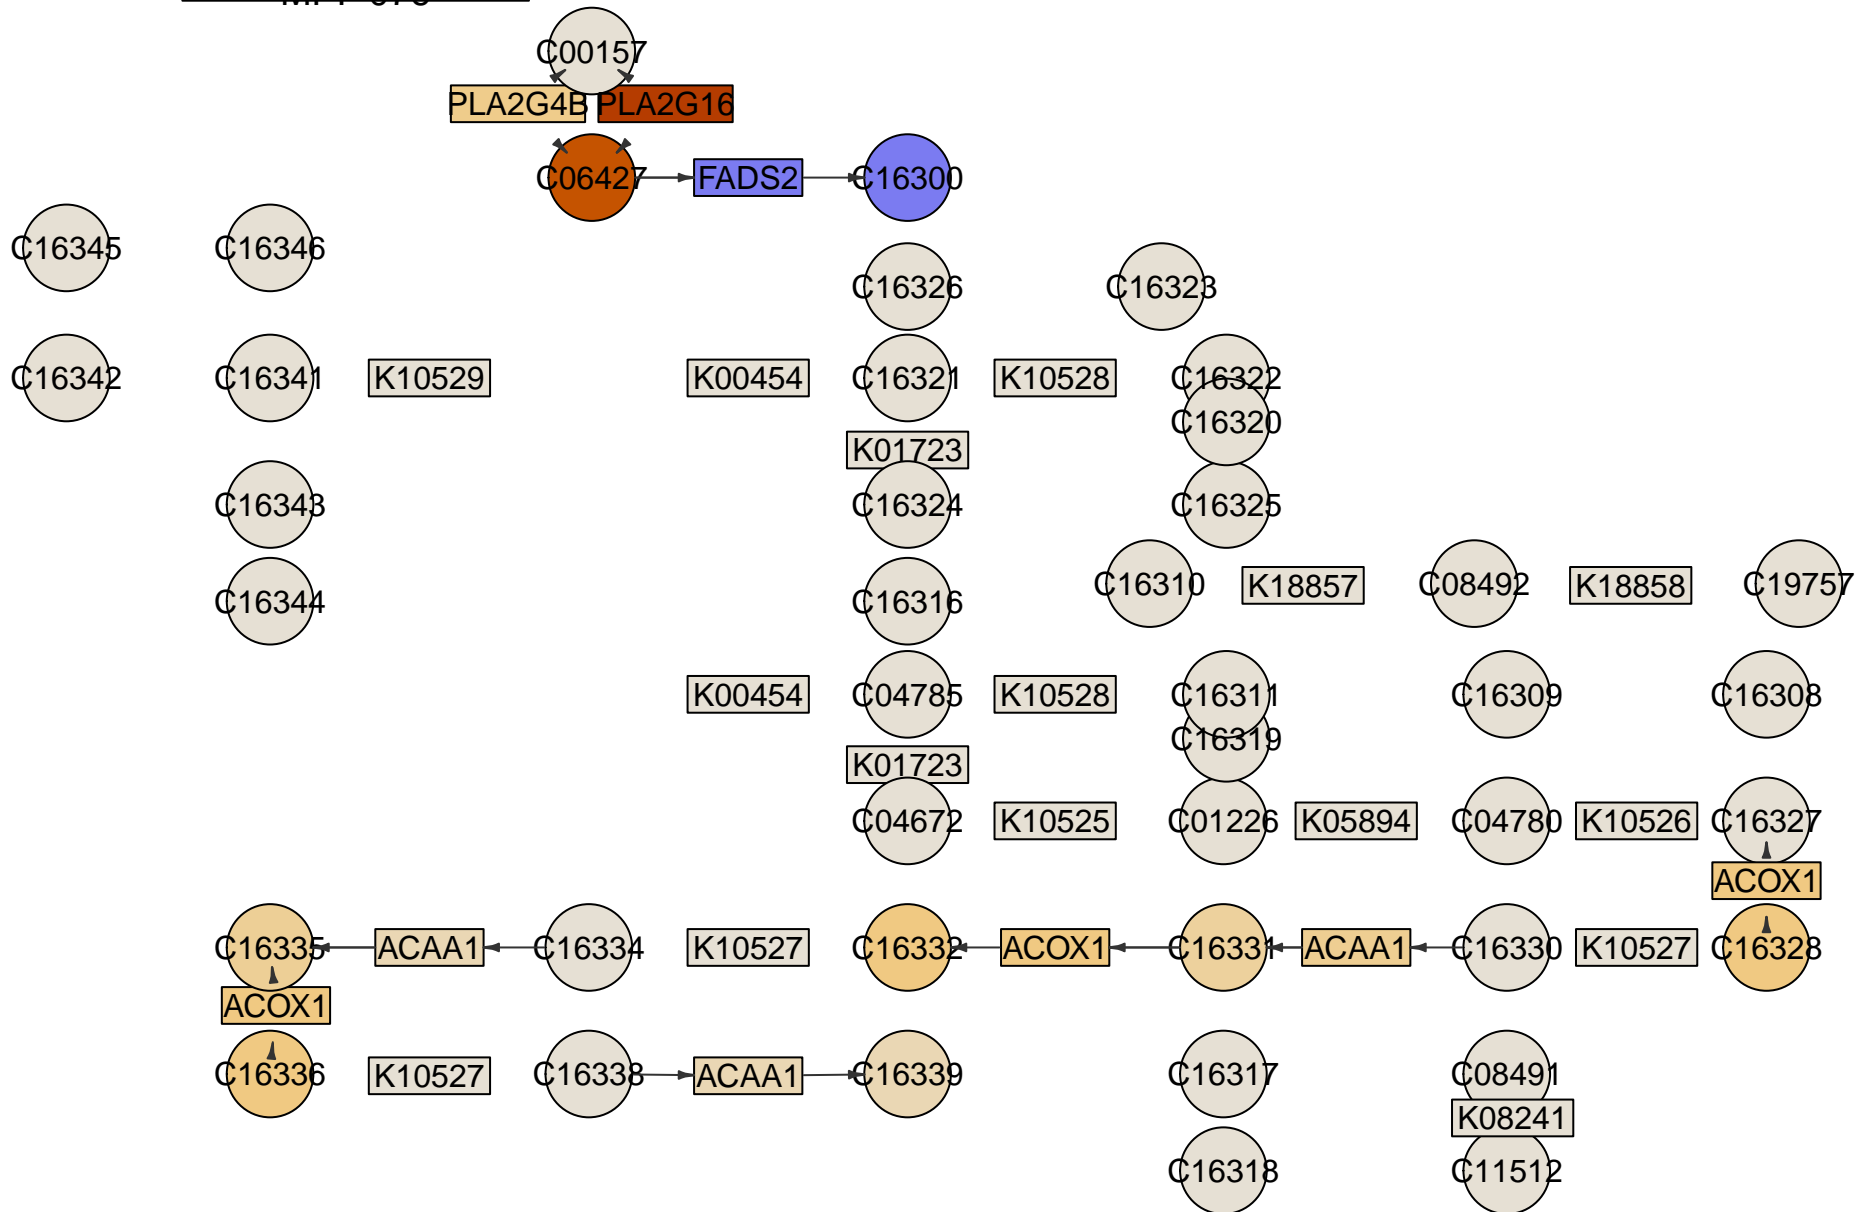 C00157
PLA2G4B PLA2G16
C06427 FADS2 C16300
C16345 C16346
C16326 C16323
C16342 C16341 K10529 K00454 C16321 K10528 C16322
C16320
K01723
C16343 C16324 C16325
C16310 K18857 C08492 K18858 C19757
C16344 C16316
K00454 C04785 K10528 C16311 C16309 C16308
C16319
K01723
C04672 K10525 C01226 K05894 C04780 K10526 C16327
ACOX1
C16335 ACAA1 C16334 K10527 C16332 ACOX1 C16331 ACAA1 C16330 K10527 C16328
ACOX1
C16336 K10527 C16338 ACAA1 C16339 C16317 C08491
K08241
C16318 C11512